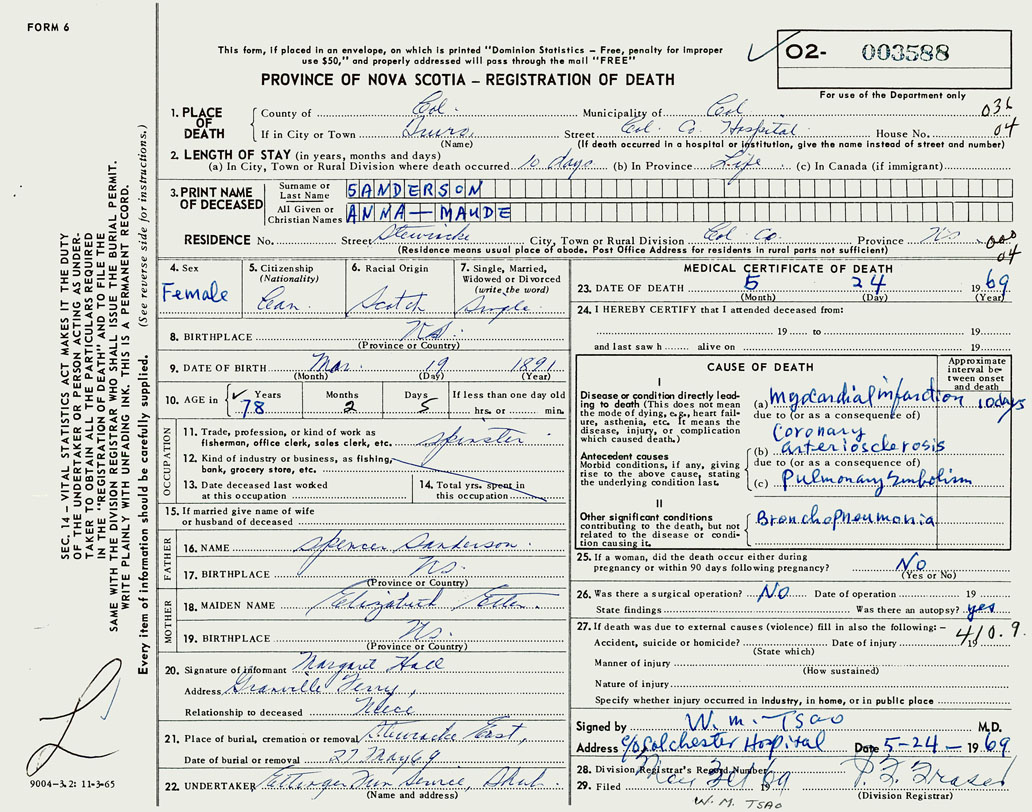 FORM 6
This form, if placed in an envelope, on which is printed "Dominion Statistics – Free, penalty for improper
use $50," and properly addressed will pass through the mail "FREE"
PROVINCE OF NOVA SCOTIA – REGISTRATION OF DEATH
O2- 003588
For use of the Department only
1. PLACE OF DEATH County of Col. Municipality of Col 036
If in City or Town Truro, Street Col. Co. Hospital House No. 04
(Name) (If death occurred in a hospital or institution, give the name instead of street and number)
2. LENGTH OF STAY (in years, months and days)
(a) In City, Town or Rural Division where death occurred 10 days (b) In Province Life (c) In Canada (if immigrant)
3. PRINT NAME OF DECEASED Surname or Last Name SANDERSON
All Given or Christian Names ANNA—MAUDE
RESIDENCE No. Street Stewiacke City, Town or Rural Division Col Co. Province NS 000
(Residence means usual place of abode. Post Office Address for residents in rural parts not sufficient) 04
4. Sex Female
5. Citizenship (Nationality) Can
6. Racial Origin Scotch
7. Single, Married, Widowed or Divorced (write the word) Single
8. BIRTHPLACE NS.
(Province or Country)
9. DATE OF BIRTH Mar. 19 1891
(Month) (Day) (Year)
10. AGE in Years 78 Months 2 Days 5 If less than one day old
hrs. or min.
OCCUPATION
11. Trade, profession, or kind of work as
fisherman, office clerk, sales clerk, etc. spinster
12. Kind of industry or business, as fishing,
bank, grocery store, etc.
13. Date deceased last worked
at this occupation
14. Total yrs. spent in
this occupation
15. If married give name of wife
or husband of deceased
FATHER
16. NAME Spencer Sanderson
17. BIRTHPLACE NS.
(Province or Country)
MOTHER
18. MAIDEN NAME Elizabeth Etter
19. BIRTHPLACE NS.
(Province or Country)
20. Signature of informant Margaret Hall
Address Granville Ferry,
Relationship to deceased Niece
21. Place of burial, cremation or removal Stewiacke East,
Date of burial or removal 27 May 69
22. UNDERTAKER Ettinger Fun Service, Shub
(Name and address)
MEDICAL CERTIFICATE OF DEATH
23. DATE OF DEATH 5 24 1969
(Month) (Day) (Year)
24. I HEREBY CERTIFY that I attended deceased from:
19 to 19
and last saw h alive on 19
CAUSE OF DEATH
Approximate interval between onset and death
I
Disease or condition directly leading to death (This does not mean the mode of dying, e.g., heart failure, asthenia, etc. It means the disease, injury, or complication which caused death.)
(a) Myocardial infarction 10 days
due to (or as a consequence of)
Coronary
(b) arteriosclerosis
Antecedent causes
Morbid conditions, if any, giving rise to the above cause, stating the underlying condition last.
due to (or as a consequence of)
(c) Pulmonary Embolism
II
Other significant conditions
contributing to the death, but not related to the disease or condition causing it.
Bronchopneumonia
25. If a woman, did the death occur either during
pregnancy or within 90 days following pregnancy? NO
(Yes or No)
26. Was there a surgical operation? NO Date of operation 19
State findings Was there an autopsy? yes
27. If death was due to external causes (violence) fill in also the following: – 410.9.
Accident, suicide or homicide? Date of injury 19
(State which)
Manner of injury
(How sustained)
Nature of injury
Specify whether injury occurred in industry, in home, or in public place
Signed by W. M. TSAO M.D.
Address c/o Colchester Hospital Date 5-24-1969
28. Division Registrar's Record Number
29. Filed 19 69 Fraser
(Division Registrar)
W. M. TSAO
SEC. 14 – VITAL STATISTICS ACT MAKES IT THE DUTY
OF THE UNDERTAKER OR PERSON ACTING AS UNDER-
TAKER TO OBTAIN ALL THE PARTICULARS REQUIRED
IN THE "REGISTRATION OF DEATH" AND TO FILE THE
SAME WITH THE DIVISION REGISTRAR WHO SHALL ISSUE THE BURIAL PERMIT.
WRITE PLAINLY WITH UNFADING INK. THIS IS A PERMANENT RECORD.
Every item of information should be carefully supplied. (See reverse side for instructions.)
9004-3.2: 11-3-65